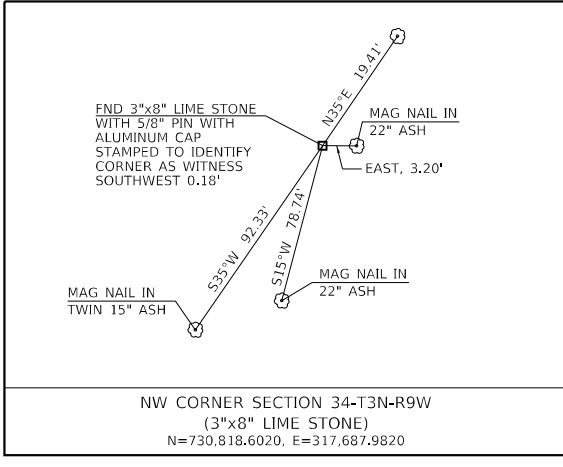 N35°E 19.41'
FND 3"x8" LIME STONE
WITH 5/8" PIN WITH
ALUMINUM CAP
STAMPED TO IDENTIFY
CORNER AS WITNESS
SOUTHWEST 0.18'
MAG NAIL IN
22" ASH
EAST, 3.20'
S35°W 92.33'
S15°W 78.74'
MAG NAIL IN
22" ASH
MAG NAIL IN
TWIN 15" ASH
NW CORNER SECTION 34-T3N-R9W
(3"x8" LIME STONE)
N=730,818.6020, E=317,687.9820